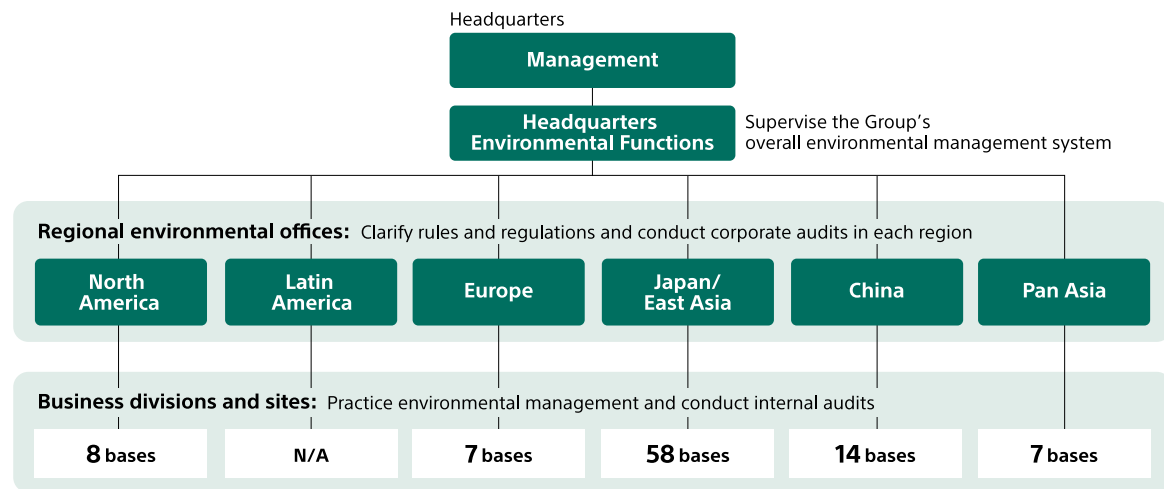 Headquarters
Management
Headquarters
Environmental Functions
Supervise the Group’s
overall environmental management system
Regional environmental offices: Clarify rules and regulations and conduct corporate audits in each region
North
America
Latin
America
Europe
Japan/
East Asia
China
Pan Asia
Business divisions and sites: Practice environmental management and conduct internal audits
8 bases
N/A
7 bases
58 bases
14 bases
7 bases